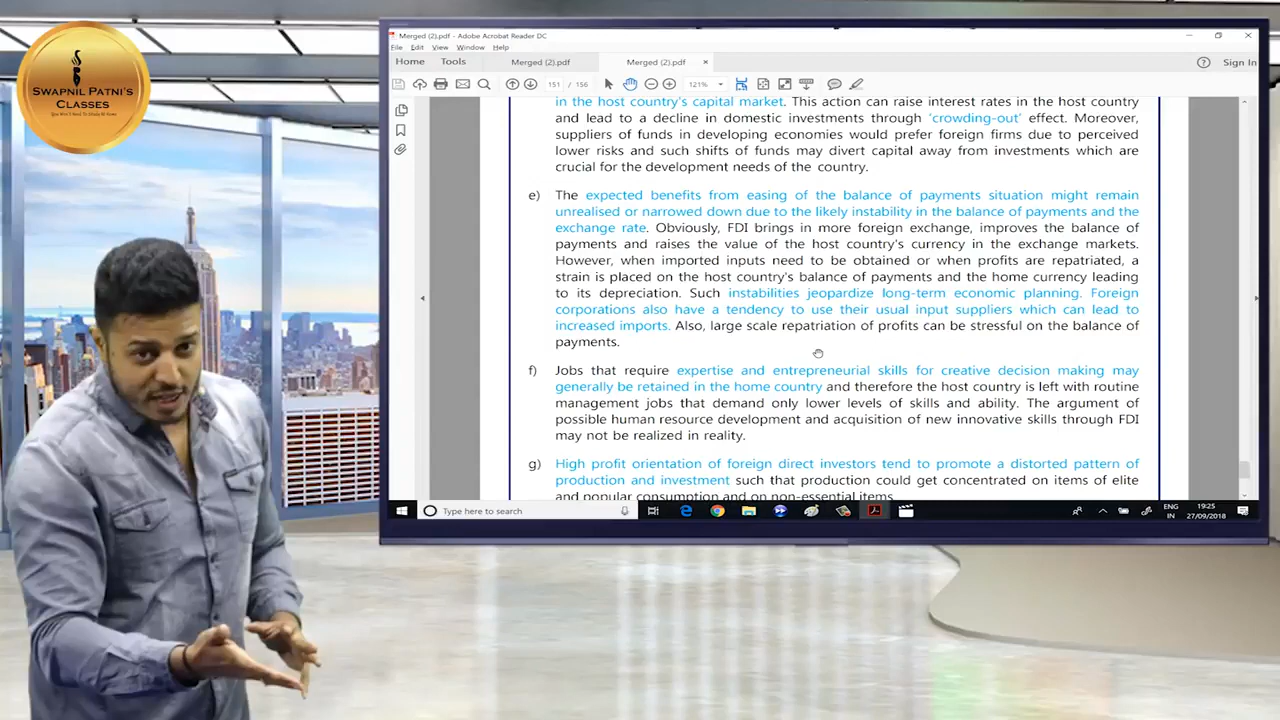 SWAPNIL PATNI'S
CLASSES
Merged (2).pdf - Adobe Acrobat Reader DC
File Edit View Window Help
Home Tools Merged (2).pdf Merged (2).pdf × Sign In
151 / 156 121%
in the host country's capital market. This action can raise interest rates in the host country
and lead to a decline in domestic investments through 'crowding-out' effect. Moreover,
suppliers of funds in developing economies would prefer foreign firms due to perceived
lower risks and such shifts of funds may divert capital away from investments which are
crucial for the development needs of the country.
e) The expected benefits from easing of the balance of payments situation might remain
unrealised or narrowed down due to the likely instability in the balance of payments and the
exchange rate. Obviously, FDI brings in more foreign exchange, improves the balance of
payments and raises the value of the host country's currency in the exchange markets.
However, when imported inputs need to be obtained or when profits are repatriated, a
strain is placed on the host country's balance of payments and the home currency leading
to its depreciation. Such instabilities jeopardize long-term economic planning. Foreign
corporations also have a tendency to use their usual input suppliers which can lead to
increased imports. Also, large scale repatriation of profits can be stressful on the balance of
payments.
f) Jobs that require expertise and entrepreneurial skills for creative decision making may
generally be retained in the home country and therefore the host country is left with routine
management jobs that demand only lower levels of skills and ability. The argument of
possible human resource development and acquisition of new innovative skills through FDI
may not be realized in reality.
g) High profit orientation of foreign direct investors tend to promote a distorted pattern of
production and investment such that production could get concentrated on items of elite
and popular consumption and on non-essential items.
Type here to search
ENG
IN
19:25
27/09/2018